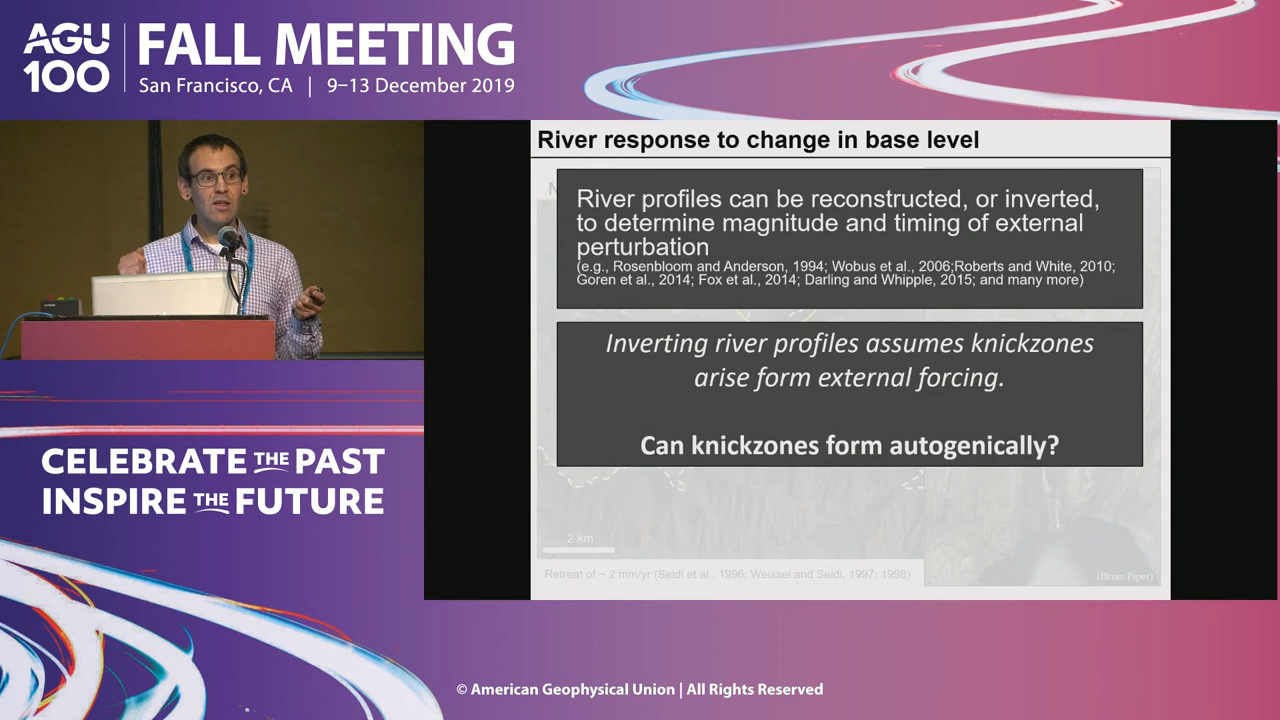 AGU
100
FALL MEETING
San Francisco, CA | 9–13 December 2019
River response to change in base level
River profiles can be reconstructed, or inverted,
to determine magnitude and timing of external
perturbation
(e.g., Rosenbloom and Anderson, 1994; Wobus et al., 2006;Roberts and White, 2010;
Goren et al., 2014; Fox et al., 2014; Darling and Whipple, 2015; and many more)
Inverting river profiles assumes knickzones
arise form external forcing.
Can knickzones form autogenically?
2 km
Retreat of ~ 2 mm/yr (Seidl et al., 1996; Weissel and Seidl, 1997; 1998)
(Brian Piper)
CELEBRATE THE PAST
INSPIRE THE FUTURE
© American Geophysical Union | All Rights Reserved